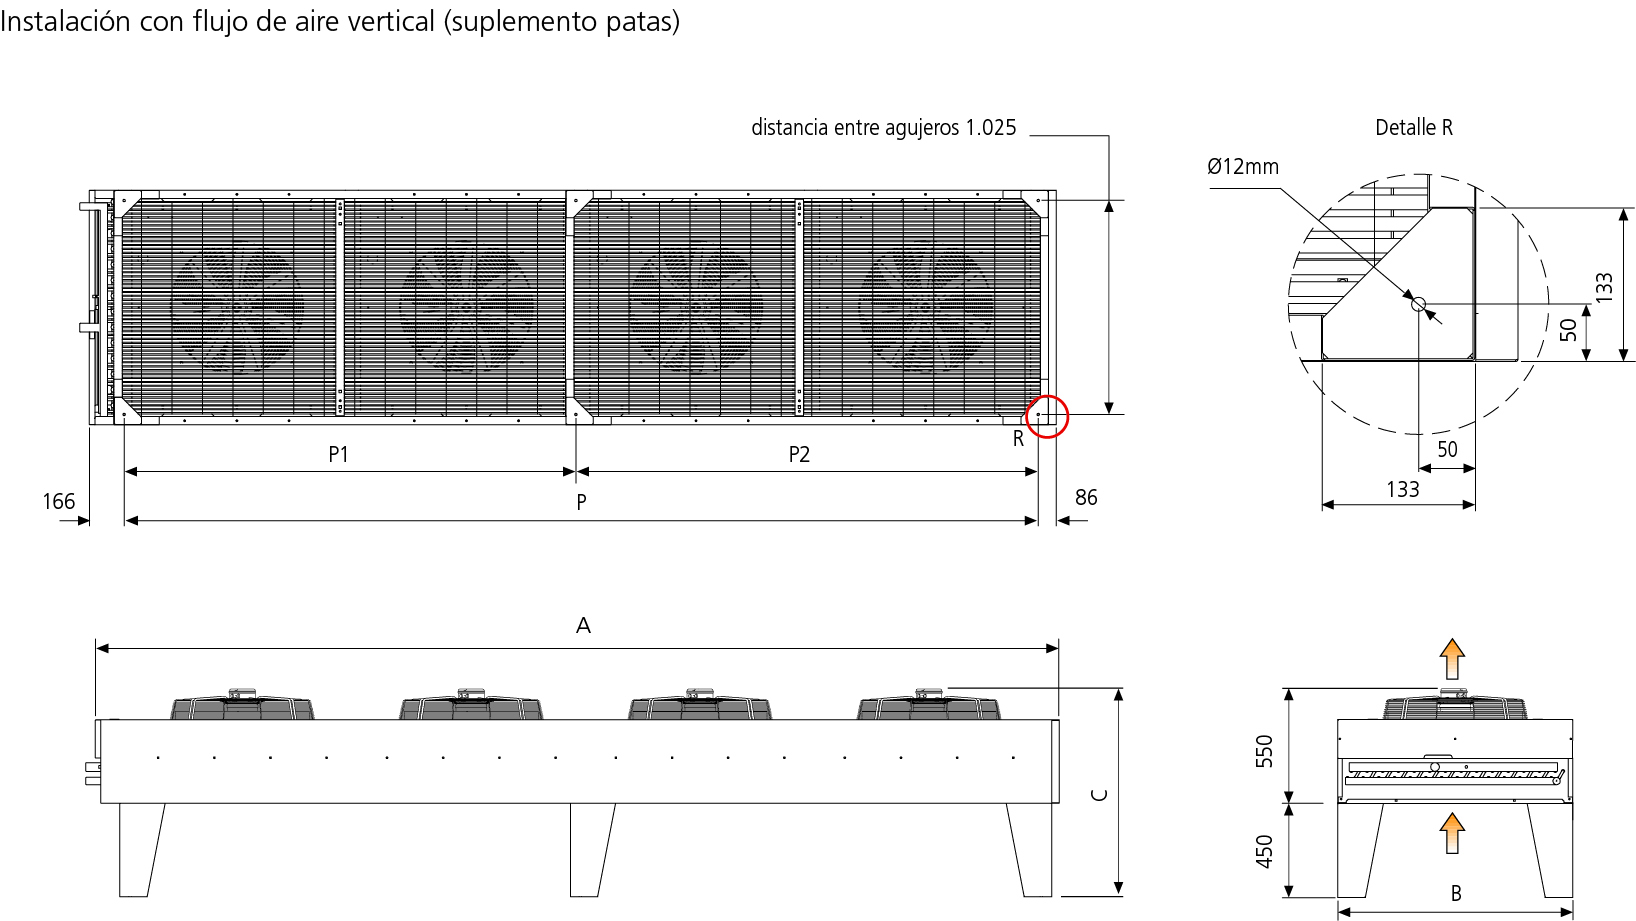 Instalación con flujo de aire vertical (suplemento patas)
distancia entre agujeros 1.025
Detalle R
Ø12mm
133
50
50
133
R
P1
P2
166
P
86
A
C
550
450
B